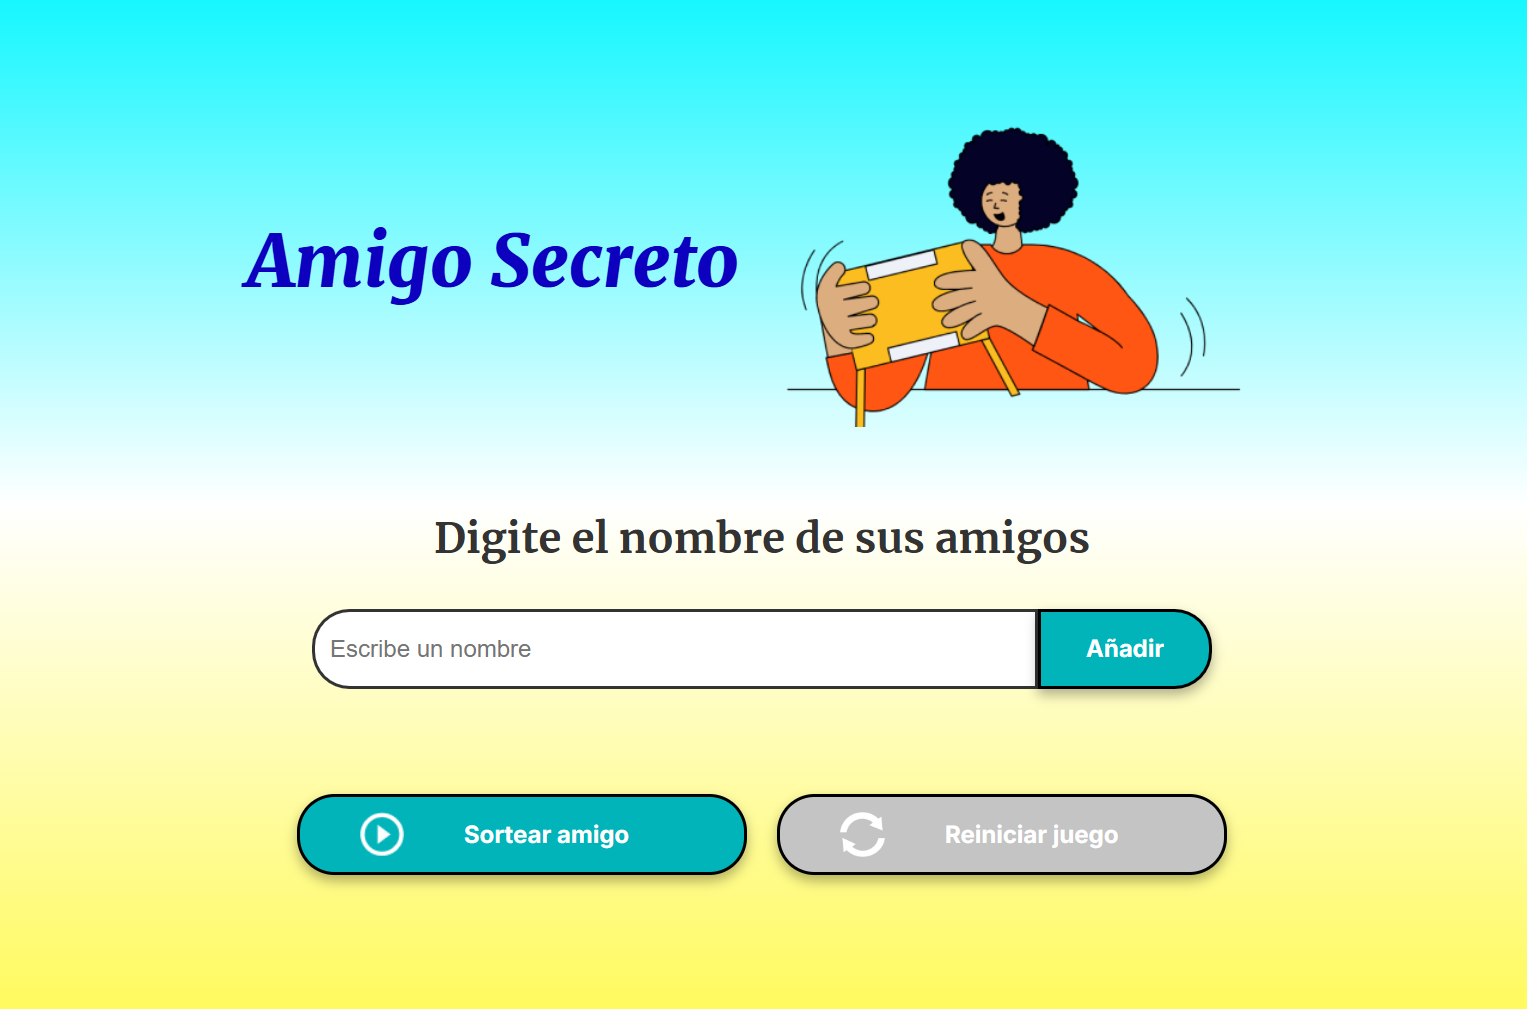 Amigo Secreto
Digite el nombre de sus amigos
Escribe un nombre
Añadir
Sortear amigo
Reiniciar juego